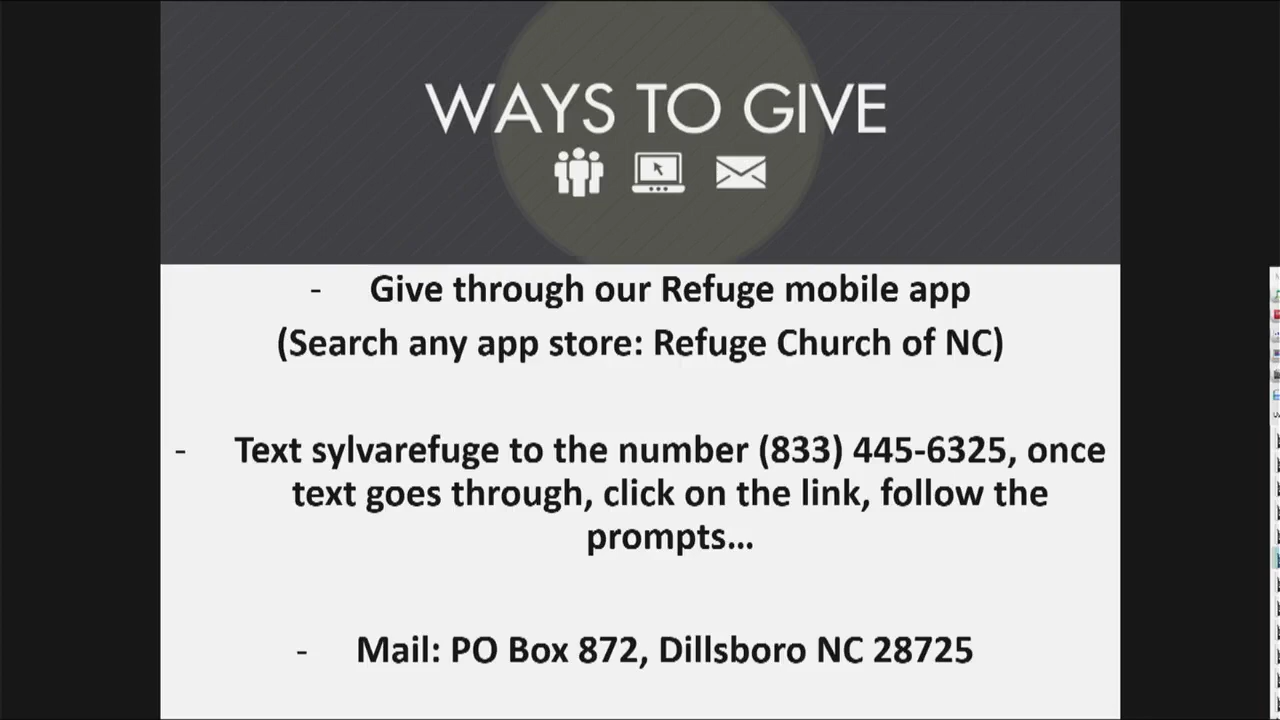 WAYS TO GIVE
- Give through our Refuge mobile app
(Search any app store: Refuge Church of NC)
- Text sylvarefuge to the number (833) 445-6325, once
text goes through, click on the link, follow the
prompts...
- Mail: PO Box 872, Dillsboro NC 28725